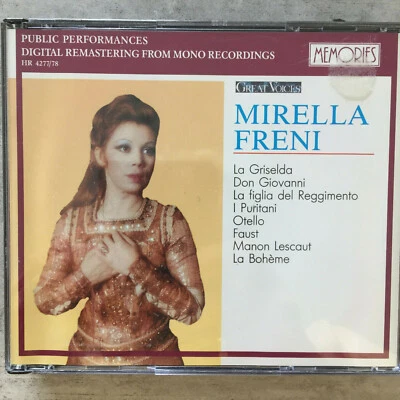 PUBLIC PERFORMANCES
DIGITAL REMASTERING FROM MONO RECORDINGS
HR 4277/78
MEMORIES
GREAT VOICES
MIRELLA
FRENI
La Griselda
Don Giovanni
La figlia del Reggimento
I Puritani
Otello
Faust
Manon Lescaut
La Bohème